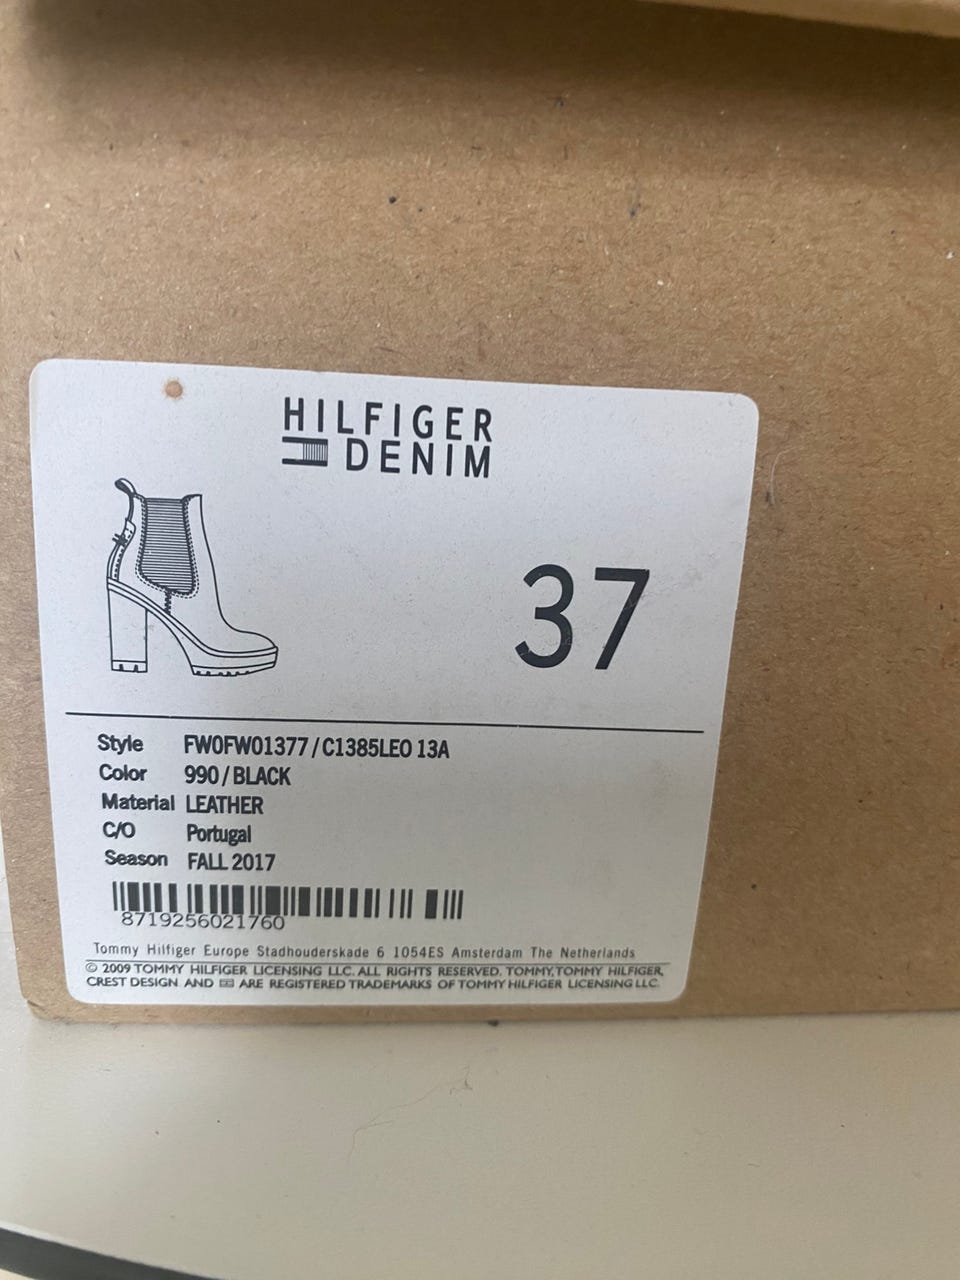 HILFIGER
DENIM
37
Style FW0FW01377/C1385LEO 13A
Color 990/BLACK
Material LEATHER
C/O Portugal
Season FALL 2017
8719256021760
Tommy Hilfiger Europe Stadhouderskade 6 1054ES Amsterdam The Netherlands
© 2009 TOMMY HILFIGER LICENSING LLC. ALL RIGHTS RESERVED. TOMMY, TOMMY HILFIGER,
CREST DESIGN AND ARE REGISTERED TRADEMARKS OF TOMMY HILFIGER LICENSING LLC.